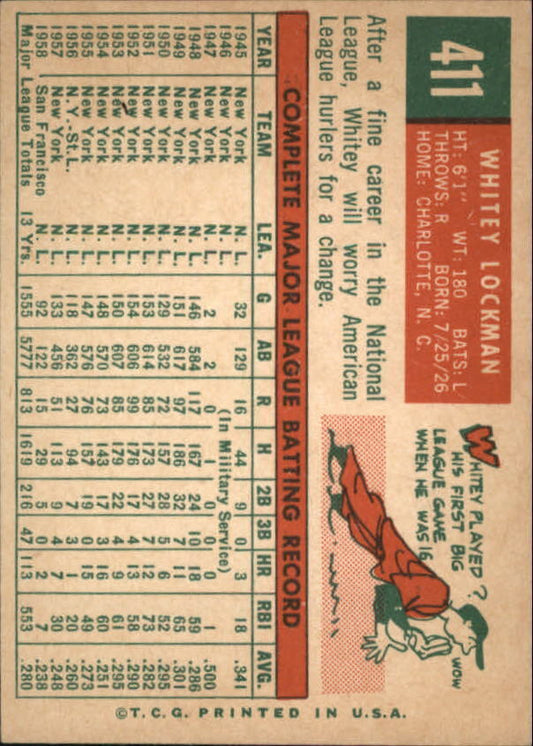 411
WHITEY LOCKMAN
HT: 6'1" WT: 180 BATS: L
THROWS: R BORN: 7/25/26
HOME: CHARLOTTE, N. C.
After a fine career in the National
League, Whitey will worry American
League hurlers for a change.
WHITEY PLAYED
HIS FIRST BIG
LEAGUE GAME
WHEN HE WAS 16
?
WOW
COMPLETE MAJOR LEAGUE BATTING RECORD
YEAR TEAM LEA. G AB R H 2B 3B HR RBI AVG.
1945 New York N. L. 32 129 16 44 9 0 3 18 .341
1946 New York (In Military Service)
1947 New York N. L. 2 2 0 1 0 0 0 1 .500
1948 New York N. L. 146 584 117 167 24 10 18 59 .286
1949 New York N. L. 151 617 97 186 32 7 11 65 .301
1950 New York N. L. 129 532 72 157 28 5 6 52 .295
1951 New York N. L. 153 614 85 173 27 7 12 73 .282
1952 New York N. L. 154 606 99 176 17 4 13 58 .290
1953 New York N. L. 150 607 85 179 22 4 9 61 .295
1954 New York N. L. 148 570 73 143 17 3 16 60 .251
1955 New York N. L. 147 576 76 157 19 0 15 49 .273
1956 N. Y.-St. L. N. L. 118 362 27 94 7 3 1 20 .260
1957 New York N. L. 133 456 51 113 9 4 7 30 .248
1958 San Francisco N. L. 92 122 15 29 5 0 2 7 .238
Major League Totals 13 Yrs. 1555 5777 813 1619 216 47 113 553 .280
© T. C. G. PRINTED IN U.S.A.